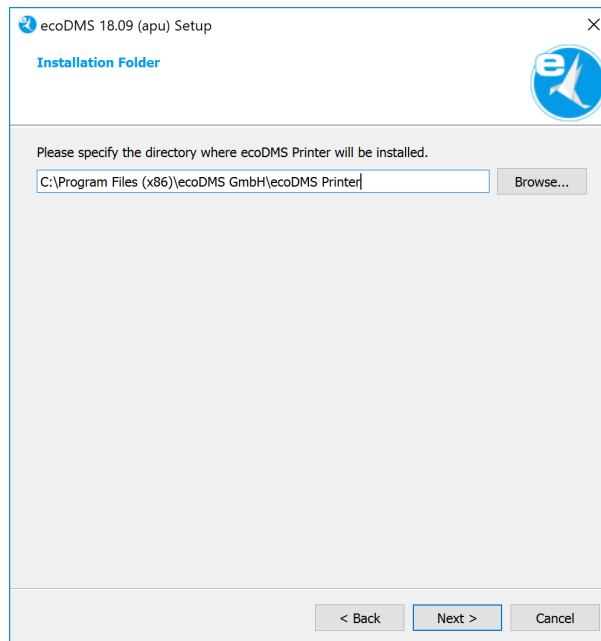 ecoDMS 18.09 (apu) Setup
Installation Folder
e
Please specify the directory where ecoDMS Printer will be installed.
C:\Program Files (x86)\ecoDMS GmbH\ecoDMS Printer
Browse...
< Back
Next >
Cancel